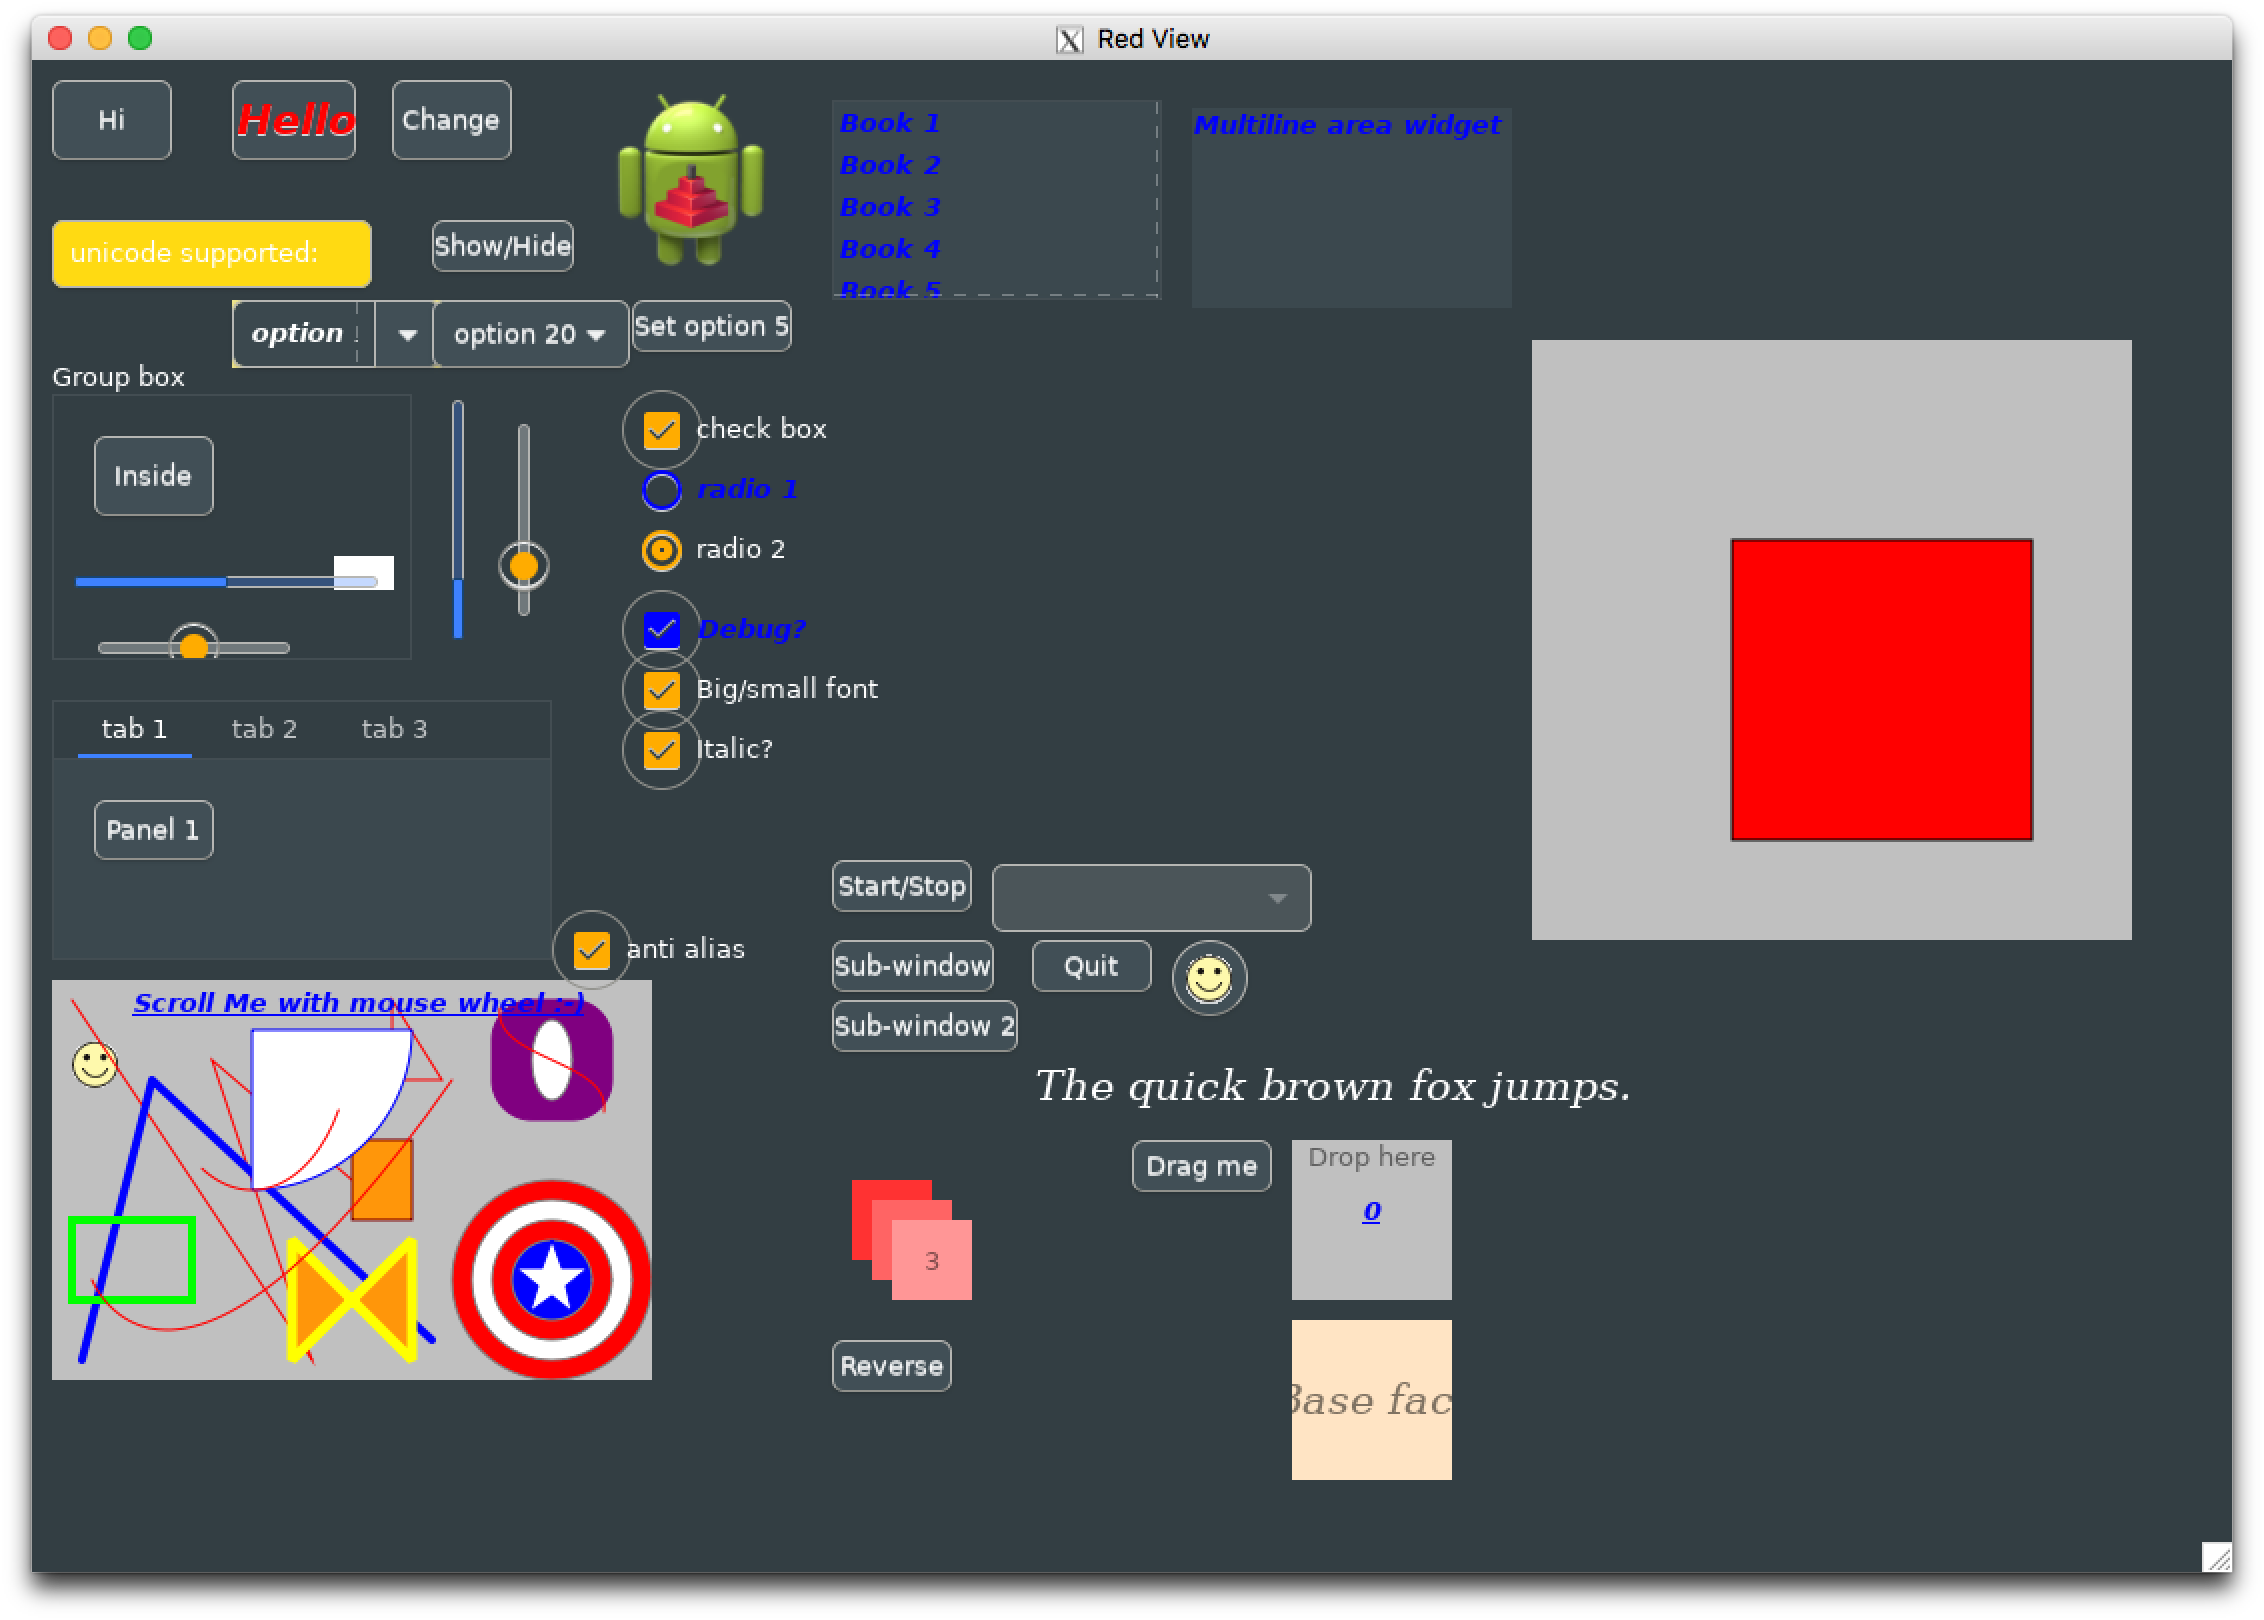 Red View
Hi
Hello
Change
Book 1
Book 2
Book 3
Book 4
Book 5
Multiline area widget
unicode supported:
Show/Hide
option
option 20
Set option 5
Group box
Inside
check box
radio 1
radio 2
Debug?
Big/small font
Italic?
tab 1 tab 2 tab 3
Panel 1
anti alias
Start/Stop
Sub-window
Quit
Sub-window 2
Scroll Me with mouse wheel :-)
The quick brown fox jumps.
Drag me
Drop here
0
3
Reverse
Base fac